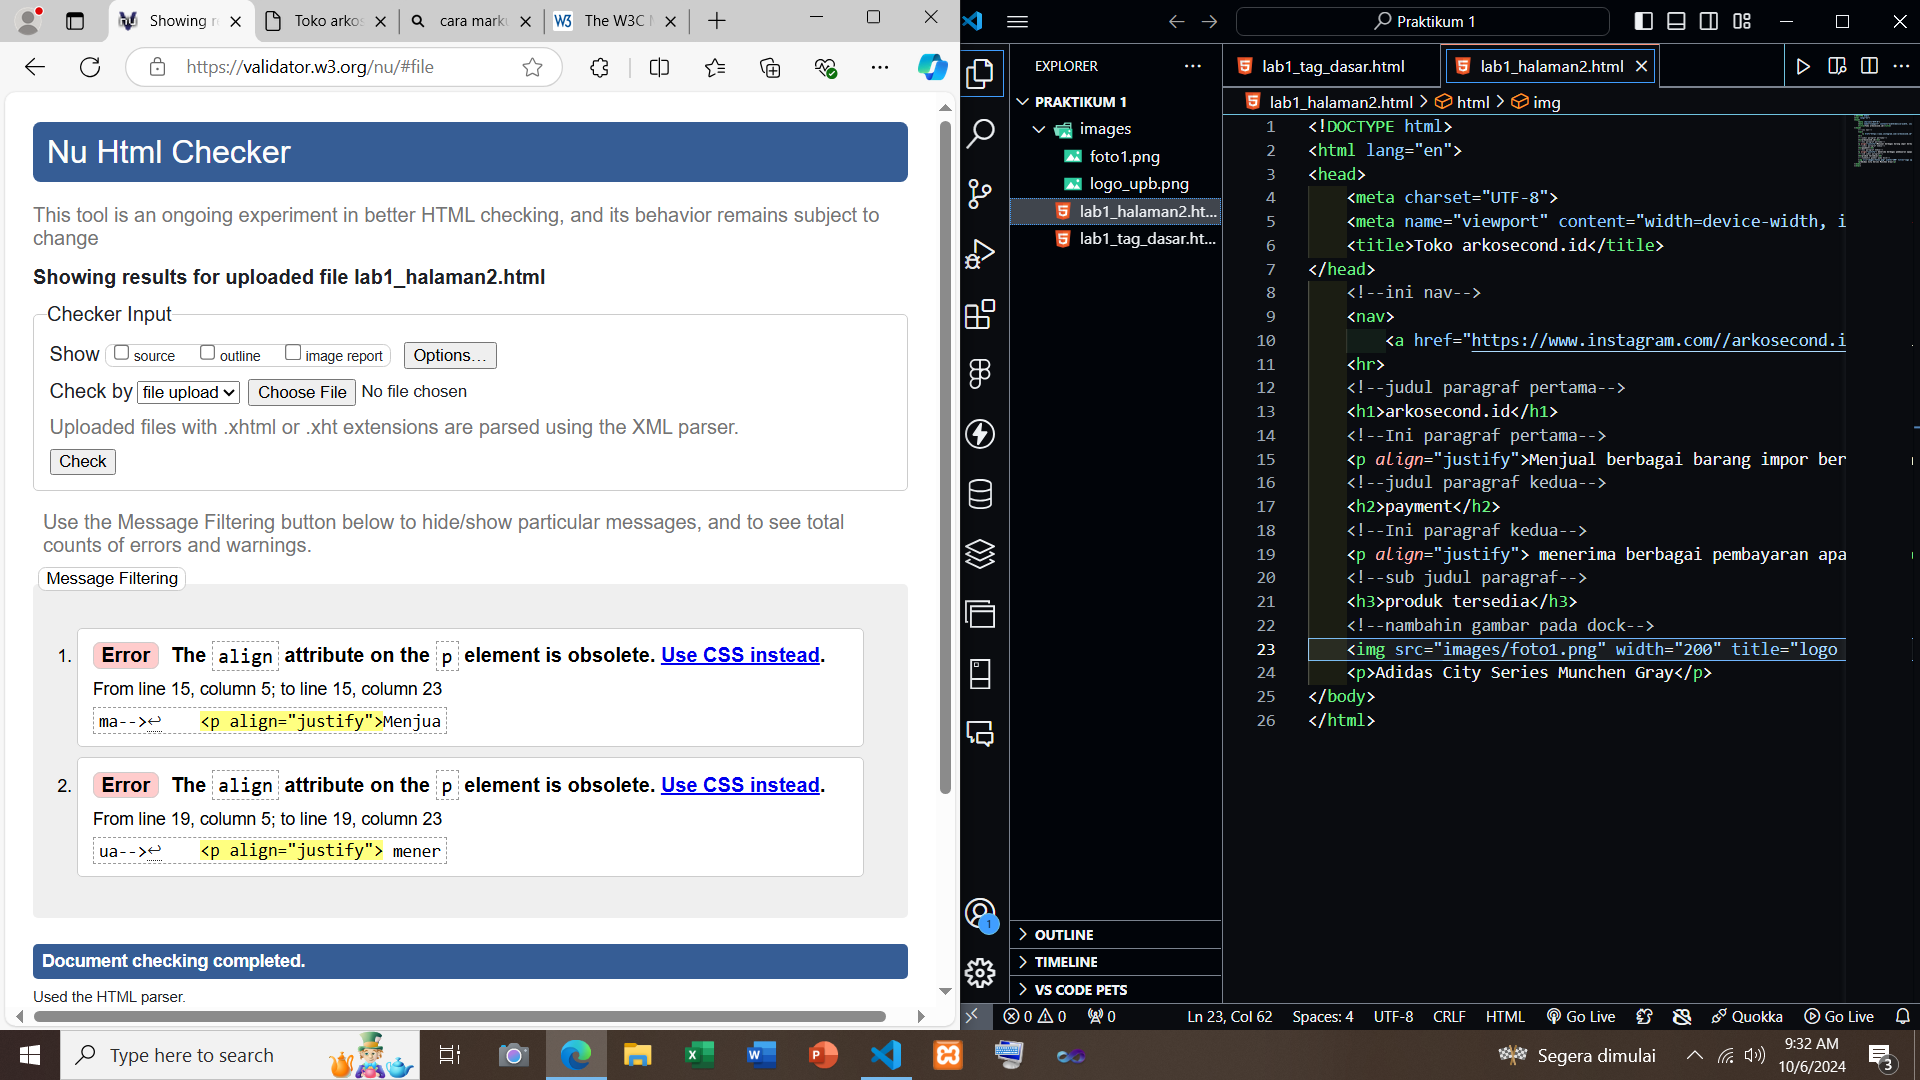 Showing r
Toko arkos
cara mark
The W3C
https://validator.w3.org/nu/#file
Nu Html Checker
This tool is an ongoing experiment in better HTML checking, and its behavior remains subject to
change
Showing results for uploaded file lab1_halaman2.html
Checker Input
Show source outline image report Options...
Check by file upload Choose File No file chosen
Uploaded files with .xhtml or .xht extensions are parsed using the XML parser.
Check
Use the Message Filtering button below to hide/show particular messages, and to see total
counts of errors and warnings.
Message Filtering
1. Error The align attribute on the p element is obsolete. Use CSS instead.
From line 15, column 5; to line 15, column 23
ma-->↩ <p align="justify">Menjua
2. Error The align attribute on the p element is obsolete. Use CSS instead.
From line 19, column 5; to line 19, column 23
ua-->↩ <p align="justify"> mener
Document checking completed.
Used the HTML parser.
Praktikum 1
EXPLORER
PRAKTIKUM 1
images
foto1.png
logo_upb.png
lab1_halaman2.ht...
lab1_tag_dasar.ht...
OUTLINE
TIMELINE
VS CODE PETS
lab1_tag_dasar.html
lab1_halaman2.html
lab1_halaman2.html > html > img
1 <!DOCTYPE html>
2 <html lang="en">
3 <head>
4 <meta charset="UTF-8">
5 <meta name="viewport" content="width=device-width, i
6 <title>Toko arkosecond.id</title>
7 </head>
8 <!--ini nav-->
9 <nav>
10 <a href="https://www.instagram.com//arkosecond.i
11 <hr>
12 <!--judul paragraf pertama-->
13 <h1>arkosecond.id</h1>
14 <!--Ini paragraf pertama-->
15 <p align="justify">Menjual berbagai barang impor ber
16 <!--judul paragraf kedua-->
17 <h2>payment</h2>
18 <!--Ini paragraf kedua-->
19 <p align="justify"> menerima berbagai pembayaran apa
20 <!--sub judul paragraf-->
21 <h3>produk tersedia</h3>
22 <!--nambahin gambar pada dock-->
23 <img src="images/foto1.png" width="200" title="logo
24 <p>Adidas City Series Munchen Gray</p>
25 </body>
26 </html>
1
0 0 0
Ln 23, Col 62 Spaces: 4 UTF-8 CRLF HTML Go Live Quokka Go Live
Type here to search
Segera dimulai
9:32 AM
10/6/2024
3